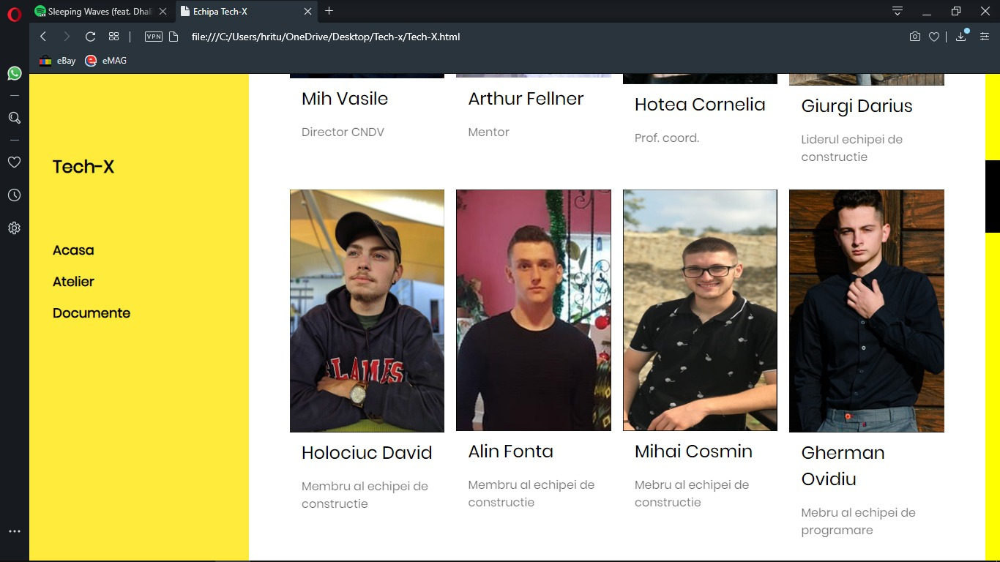 Sleeping Waves (feat. Dhali
Echipa Tech-X
VPN
file:///C:/Users/hritu/OneDrive/Desktop/Tech-x/Tech-X.html
eBay
eMAG
Tech-X
Acasa
Atelier
Documente
Mih Vasile
Director CNDV
Arthur Fellner
Mentor
Hotea Cornelia
Prof. coord.
Giurgi Darius
Liderul echipei de
constructie
FLAMES
Holociuc David
Membru al echipei de
constructie
Alin Fonta
Membru al echipei de
constructie
Mihai Cosmin
Mebru al echipei de
constructie
Gherman
Ovidiu
Mebru al echipei de
programare